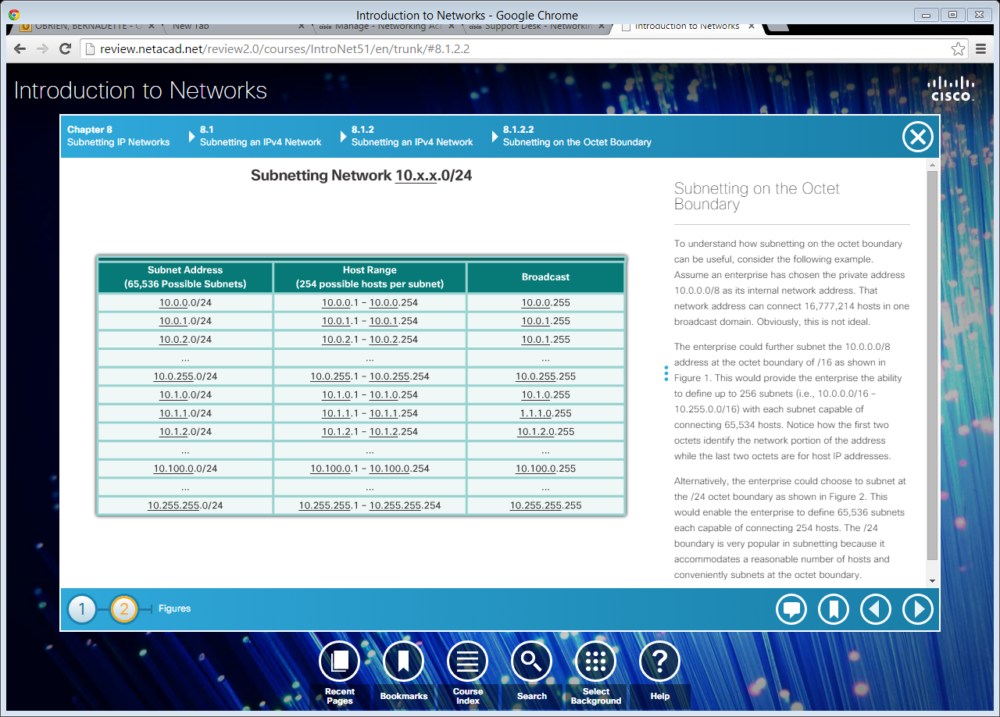 Introduction to Networks - Google Chrome
OBRIEN, BERNADETTE - New Tab Manage - Networking Aca Support Desk - Networkin Introduction to Networks
review.netacad.net/review2.0/courses/IntroNet51/en/trunk/#8.1.2.2
Introduction to Networks
CISCO.
Chapter 8 8.1 8.1.2 8.1.2.2
Subnetting IP Networks Subnetting an IPv4 Network Subnetting an IPv4 Network Subnetting on the Octet Boundary
Subnetting Network 10.x.x.0/24
Subnet Address Host Range Broadcast
(65,536 Possible Subnets) (254 possible hosts per subnet)
10.0.0.0/24 10.0.0.1 – 10.0.0.254 10.0.0.255
10.0.1.0/24 10.0.1.1 – 10.0.1.254 10.0.1.255
10.0.2.0/24 10.0.2.1 – 10.0.2.254 10.0.1.255
... ... ...
10.0.255.0/24 10.0.255.1 – 10.0.255.254 10.0.255.255
10.1.0.0/24 10.1.0.1 – 10.1.0.254 10.1.0.255
10.1.1.0/24 10.1.1.1 – 10.1.1.254 1.1.1.0.255
10.1.2.0/24 10.1.2.1 – 10.1.2.254 10.1.2.0.255
... ... ...
10.100.0.0/24 10.100.0.1 – 10.100.0.254 10.100.0.255
... ... ...
10.255.255.0/24 10.255.255.1 – 10.255.255.254 10.255.255.255
Subnetting on the Octet
Boundary
To understand how subnetting on the octet boundary
can be useful, consider the following example.
Assume an enterprise has chosen the private address
10.0.0.0/8 as its internal network address. That
network address can connect 16,777,214 hosts in one
broadcast domain. Obviously, this is not ideal.
The enterprise could further subnet the 10.0.0.0/8
address at the octet boundary of /16 as shown in
Figure 1. This would provide the enterprise the ability
to define up to 256 subnets (i.e., 10.0.0.0/16 –
10.255.0.0/16) with each subnet capable of
connecting 65,534 hosts. Notice how the first two
octets identify the network portion of the address
while the last two octets are for host IP addresses.
Alternatively, the enterprise could choose to subnet at
the /24 octet boundary as shown in Figure 2. This
would enable the enterprise to define 65,536 subnets
each capable of connecting 254 hosts. The /24
boundary is very popular in subnetting because it
accommodates a reasonable number of hosts and
conveniently subnets at the octet boundary.
1 2 Figures
Recent Pages
Bookmarks
Course Index
Search
Select Background
Help